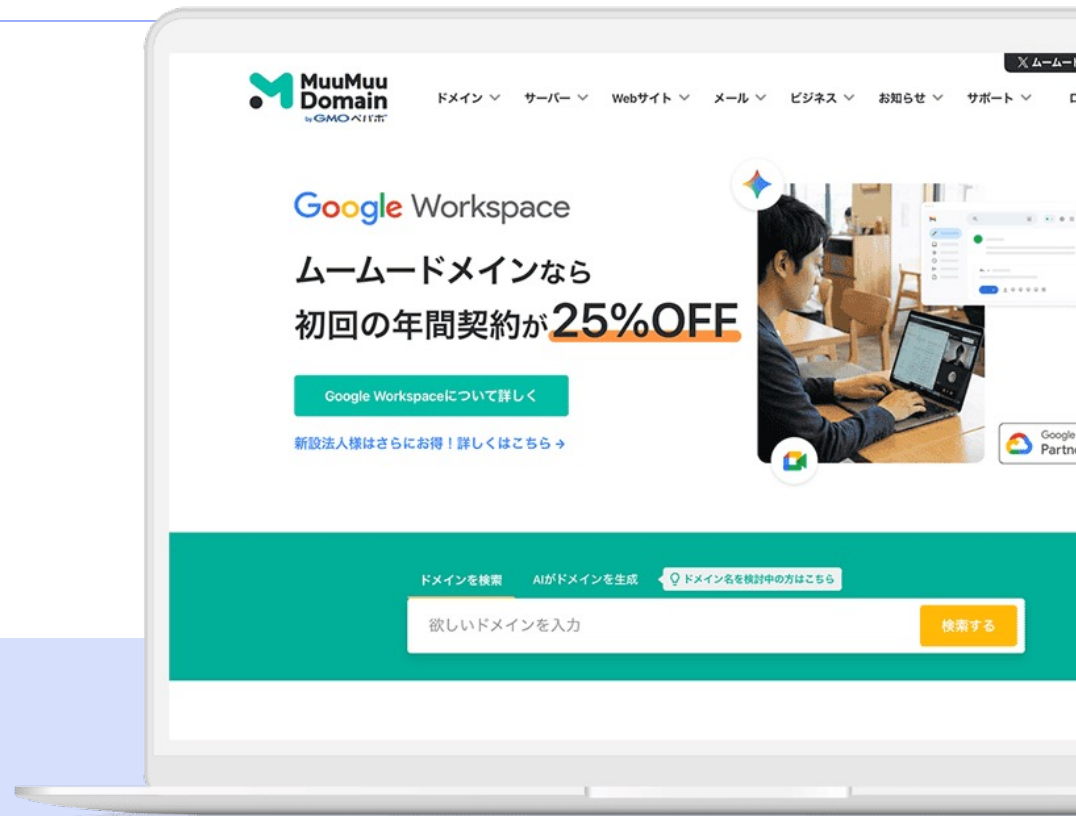 𝕏 ムームー
MuuMuu
Domain
by GMOペパボ
ドメイン
サーバー
Webサイト
メール
ビジネス
お知らせ
サポート
Google Workspace
ムームードメインなら
初回の年間契約が25%OFF
Google Workspaceについて詳しく
新設法人様はさらにお得！詳しくはこちら →
Google
Partn
ドメインを検索
AIがドメインを生成
ドメイン名を検討中の方はこちら
欲しいドメインを入力
検索する